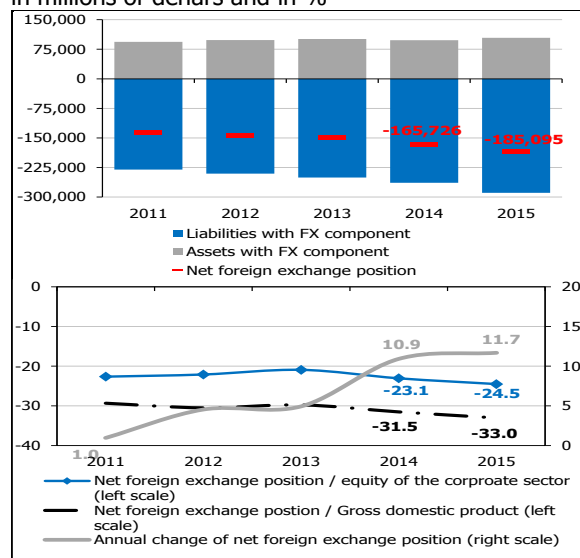 in millions of denars and in %
150,000
75,000
0
-75,000
-150,000
-225,000
-300,000
-165,726
-185,095
2011 2012 2013 2014 2015
Liabilities with FX component
Assets with FX component
Net foreign exchange position
0
-10
-20
-30
-40
20
15
10
5
0
10.9
11.7
-23.1
-24.5
-31.5
-33.0
1.0
2011 2012 2013 2014 2015
Net foreign exchange position / equity of the corproate sector
(left scale)
Net foreign exchange postion / Gross domestic product (left
scale)
Annual change of net foreign exchange position (right scale)